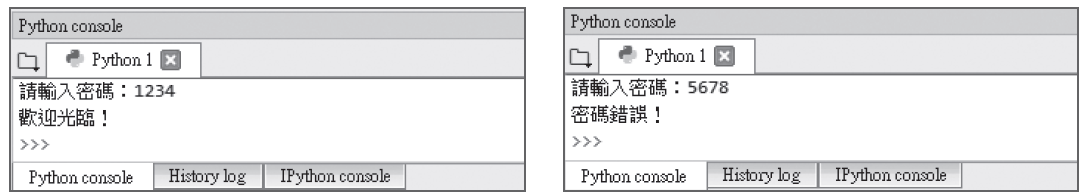 Python console
Python 1
請輸入密碼：1234
歡迎光臨！
>>>
Python console History log IPython console
Python console
Python 1
請輸入密碼：5678
密碼錯誤！
>>>
Python console History log IPython console